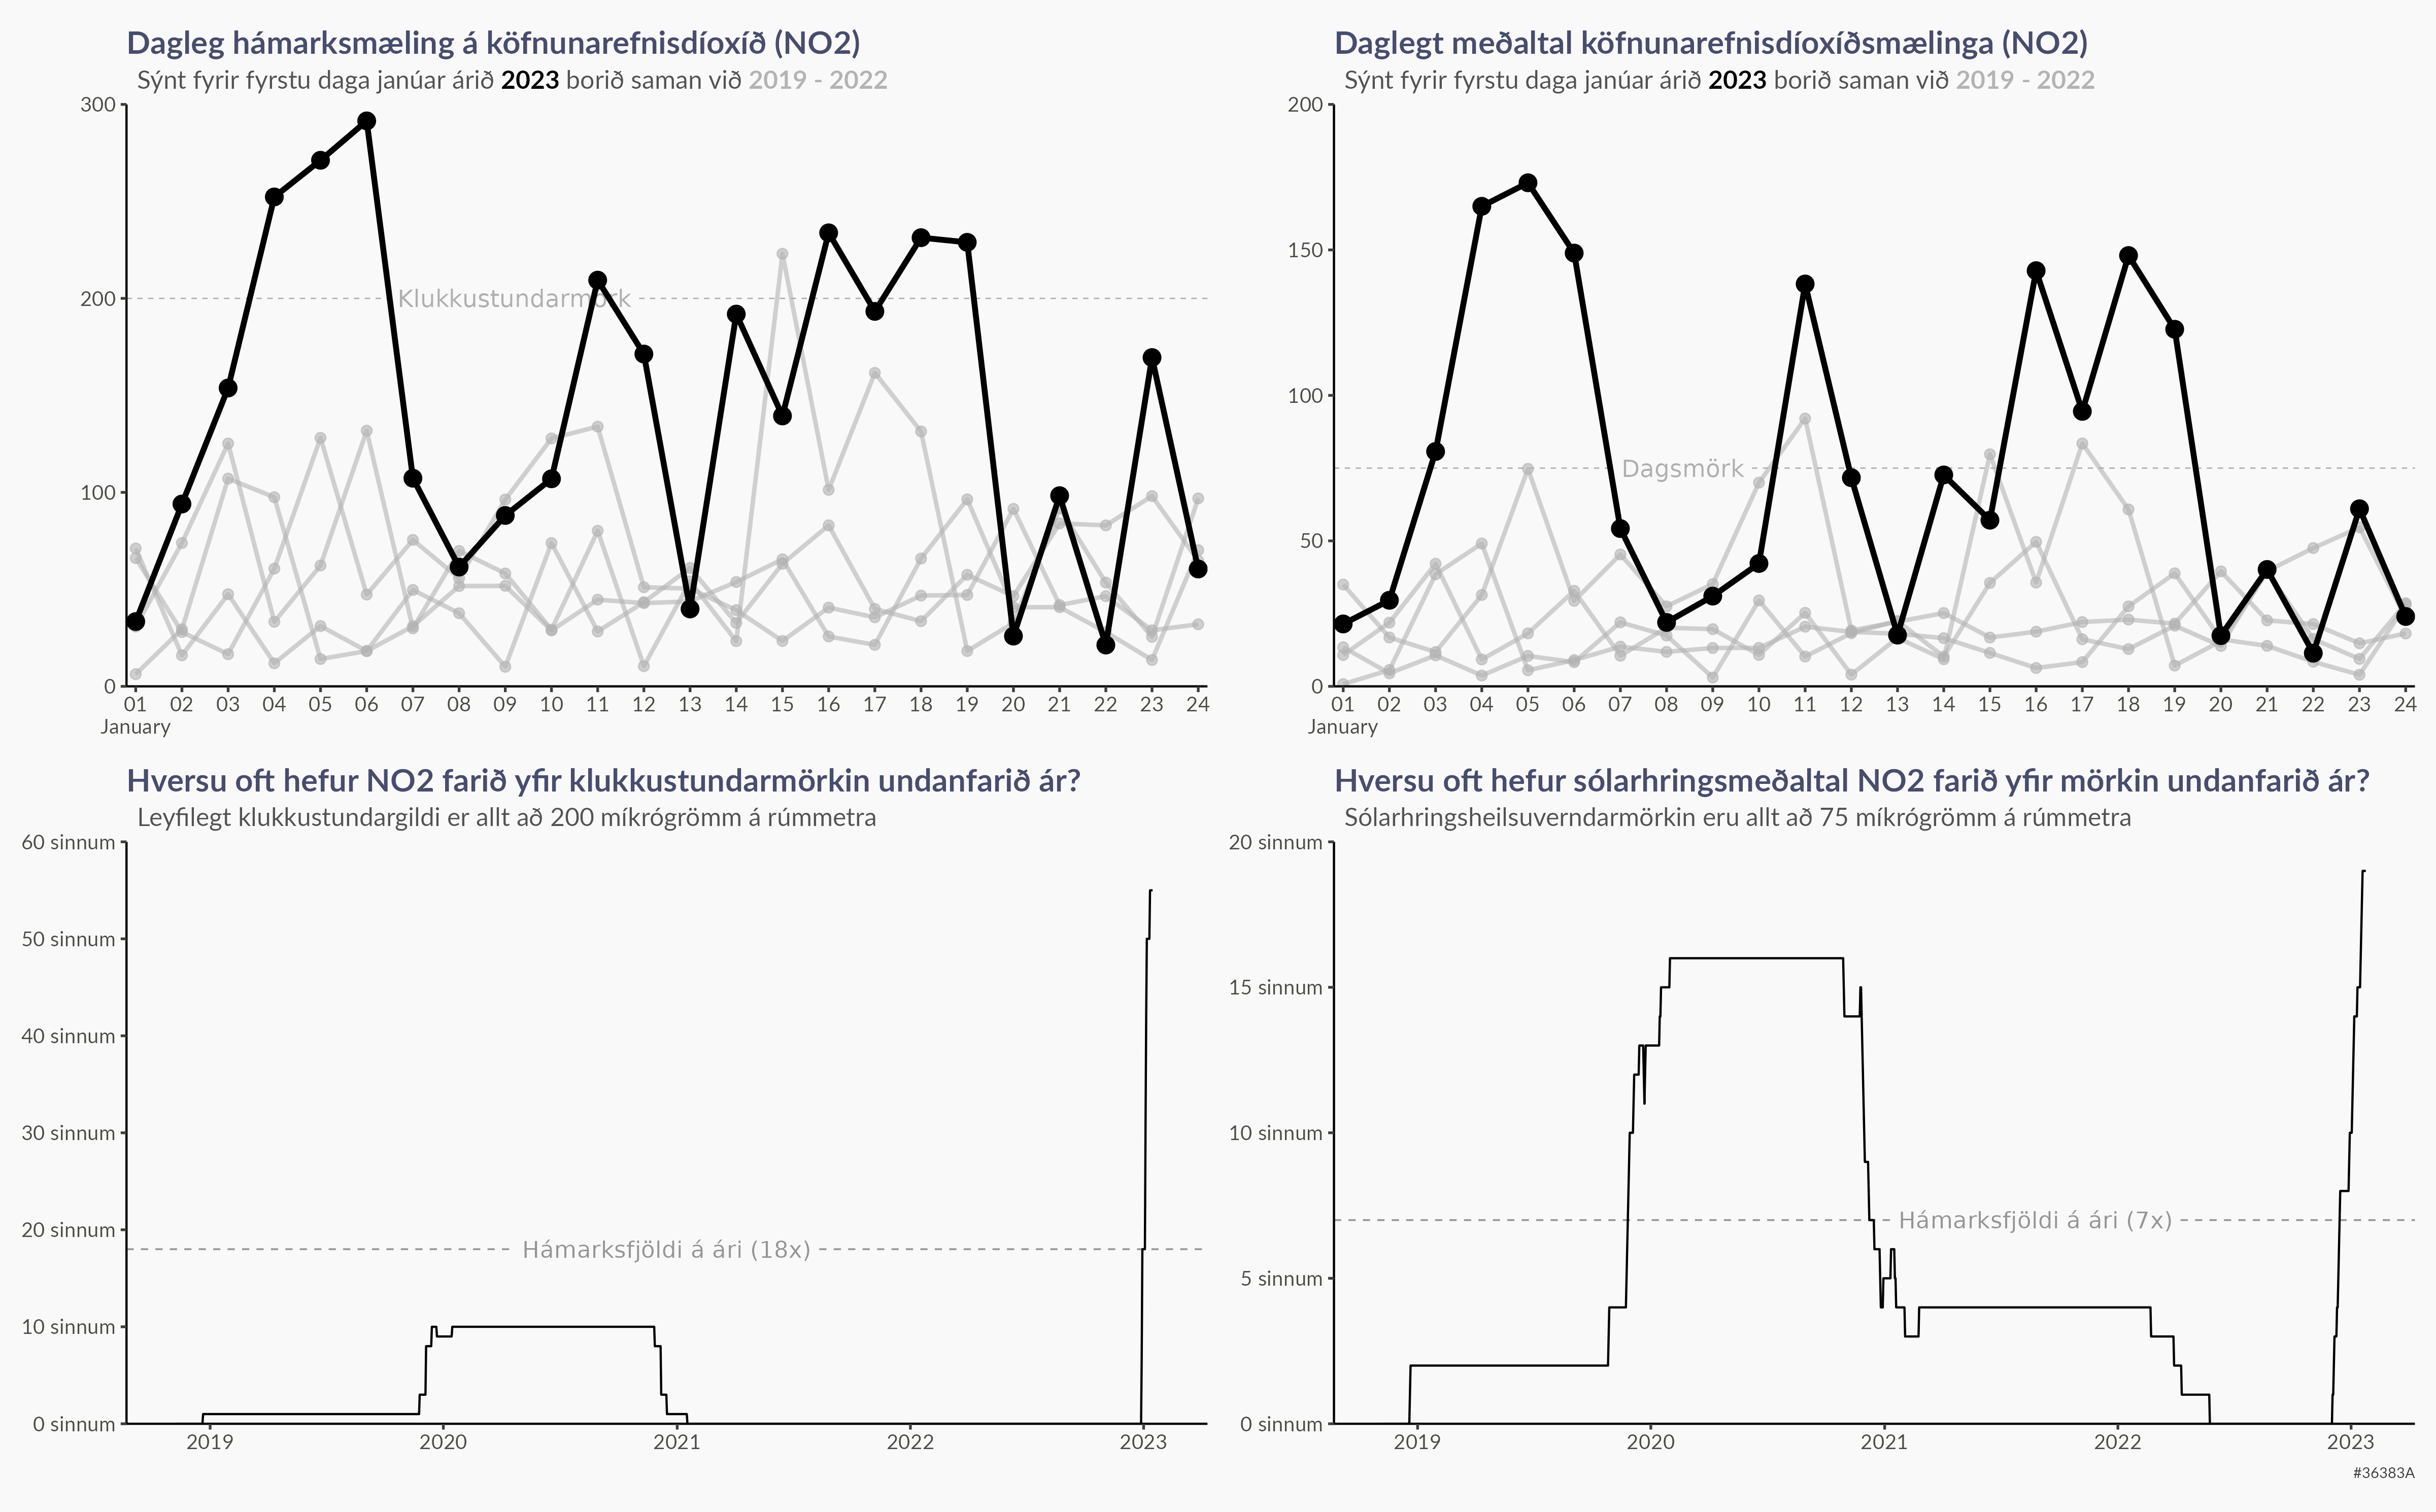 Dagleg hámarksmæling á köfnunarefnisdíoxíð (NO2)
Sýnt fyrir fyrstu daga janúar árið 2023 borið saman við 2019 - 2022
300
200
100
0
Klukkustundarmörk
01 02 03 04 05 06 07 08 09 10 11 12 13 14 15 16 17 18 19 20 21 22 23 24
January
Daglegt meðaltal köfnunarefnisdíoxíðsmælinga (NO2)
Sýnt fyrir fyrstu daga janúar árið 2023 borið saman við 2019 - 2022
200
150
100
50
0
Dagsmörk
01 02 03 04 05 06 07 08 09 10 11 12 13 14 15 16 17 18 19 20 21 22 23 24
January
Hversu oft hefur NO2 farið yfir klukkustundarmörkin undanfarið ár?
Leyfilegt klukkustundargildi er allt að 200 míkrógrömm á rúmmetra
60 sinnum
50 sinnum
40 sinnum
30 sinnum
20 sinnum
10 sinnum
0 sinnum
Hámarksfjöldi á ári (18x)
2019 2020 2021 2022 2023
Hversu oft hefur sólarhringsmeðaltal NO2 farið yfir mörkin undanfarið ár?
Sólarhringsheilsuverndarmörkin eru allt að 75 míkrógrömm á rúmmetra
20 sinnum
15 sinnum
10 sinnum
5 sinnum
0 sinnum
Hámarksfjöldi á ári (7x)
2019 2020 2021 2022 2023
#36383A